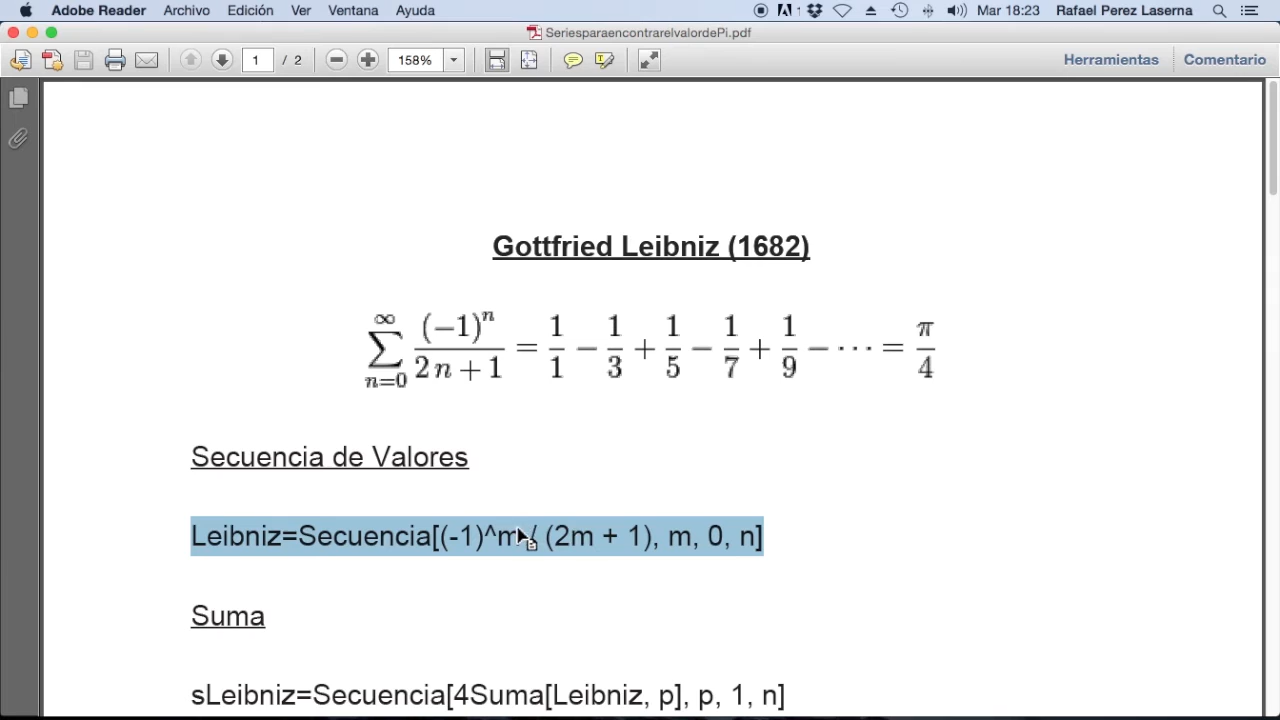 Adobe Reader Archivo Edición Ver Ventana Ayuda 1 Mar 18:23 Rafael Perez Laserna
SeriesparaencontrarelvalordePi.pdf
1 / 2 158% Herramientas Comentario
Gottfried Leibniz (1682)
∑_{n=0}^{∞} (−1)^n / (2n+1) = 1/1 − 1/3 + 1/5 − 1/7 + 1/9 − ··· = π/4
Secuencia de Valores
Leibniz=Secuencia[(-1)^m / (2m + 1), m, 0, n]
Suma
sLeibniz=Secuencia[4Suma[Leibniz, p], p, 1, n]